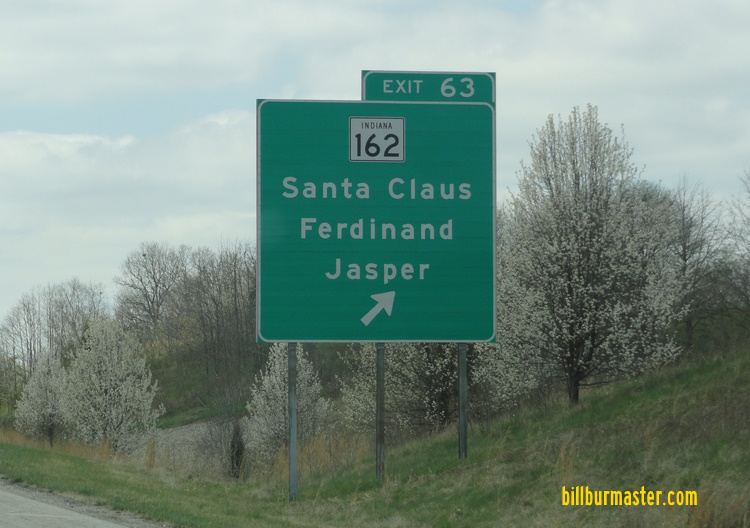 EXIT 63
INDIANA
162
Santa Claus
Ferdinand
Jasper
billburmaster.com